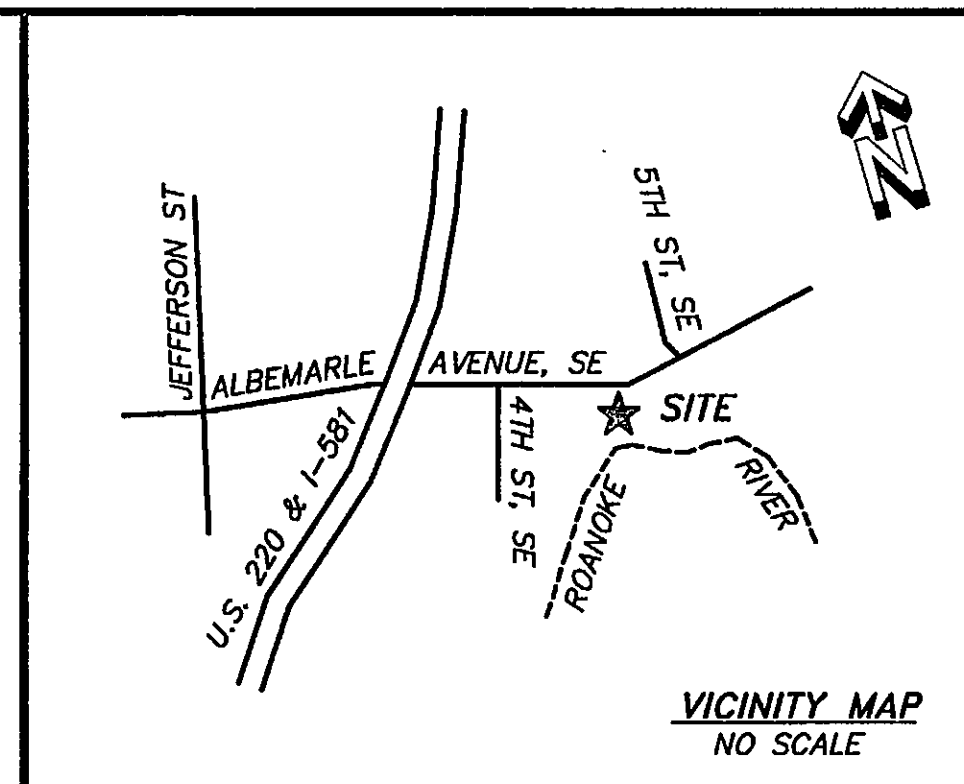 N
JEFFERSON ST
5TH ST, SE
ALBEMARLE AVENUE, SE
SITE
4TH ST, SE
U.S. 220 & I-581
ROANOKE RIVER
VICINITY MAP
NO SCALE